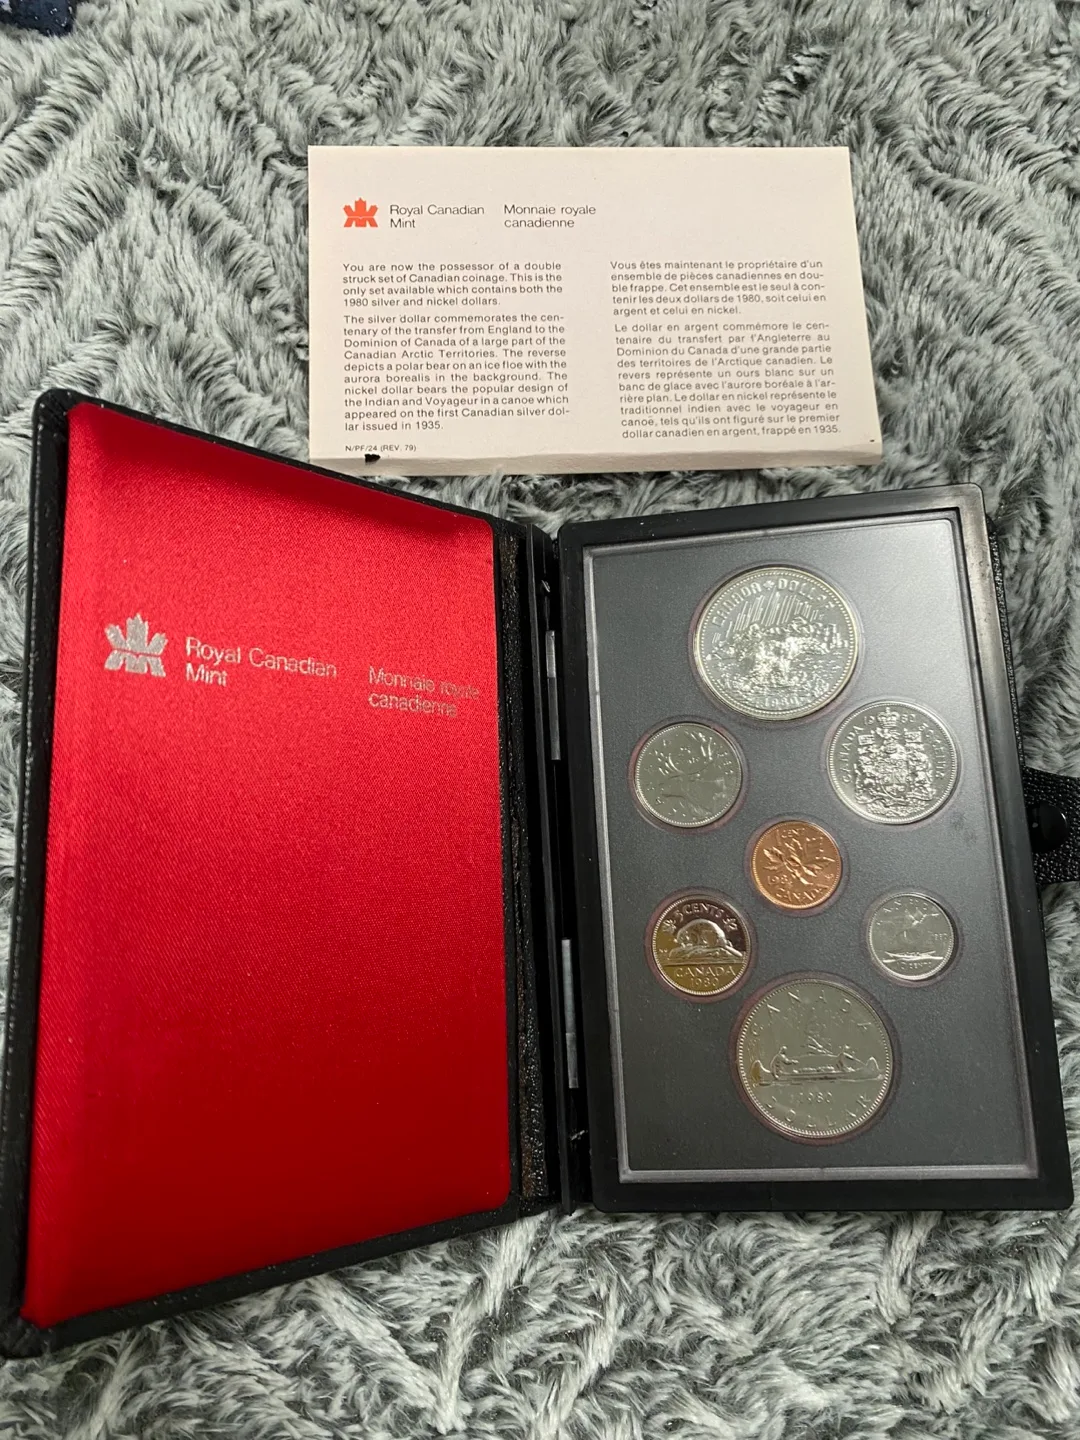 Royal Canadian
Mint
Monnaie royale
canadienne
You are now the possessor of a double
struck set of Canadian coinage. This is the
only set available which contains both the
1980 silver and nickel dollars.
The silver dollar commemorates the cen-
tenary of the transfer from England to the
Dominion of Canada of a large part of the
Canadian Arctic Territories. The reverse
depicts a polar bear on an ice floe with the
aurora borealis in the background. The
nickel dollar bears the popular design of
the Indian and Voyageur in a canoe which
appeared on the first Canadian silver dol-
lar issued in 1935.
N/PF/24 (REV. 79)
Vous êtes maintenant le propriétaire d'un
ensemble de pièces canadiennes en dou-
ble frappe. Cet ensemble est le seul à con-
tenir les deux dollars de 1980, soit celui en
argent et celui en nickel.
Le dollar en argent commémore le cen-
tenaire du transfert par l'Angleterre au
Dominion du Canada d'une grande partie
des territoires de l'Arctique canadien. Le
revers représente un ours blanc sur un
banc de glace avec l'aurore boréale à l'ar-
rière plan. Le dollar en nickel représente le
traditionnel indien avec le voyageur en
canoë, tels qu'ils ont figuré sur le premier
dollar canadien en argent, frappé en 1935.
Royal Canadian
Mint
Monnaie royale
canadienne
CANADA DOLLAR
1980
CANADA
1 CENT
CANADA
5 CENTS
CANADA
1980
CANADA
10 CENTS
CANADA
1980
DOLLAR